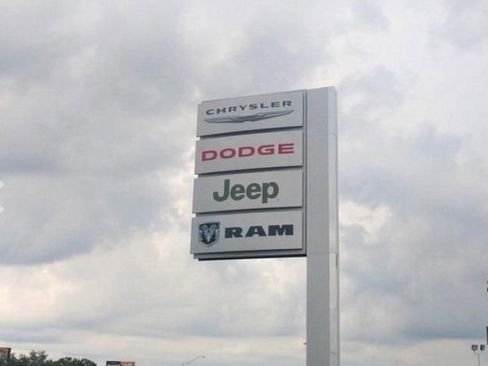 CHRYSLER
DODGE
Jeep
RAM